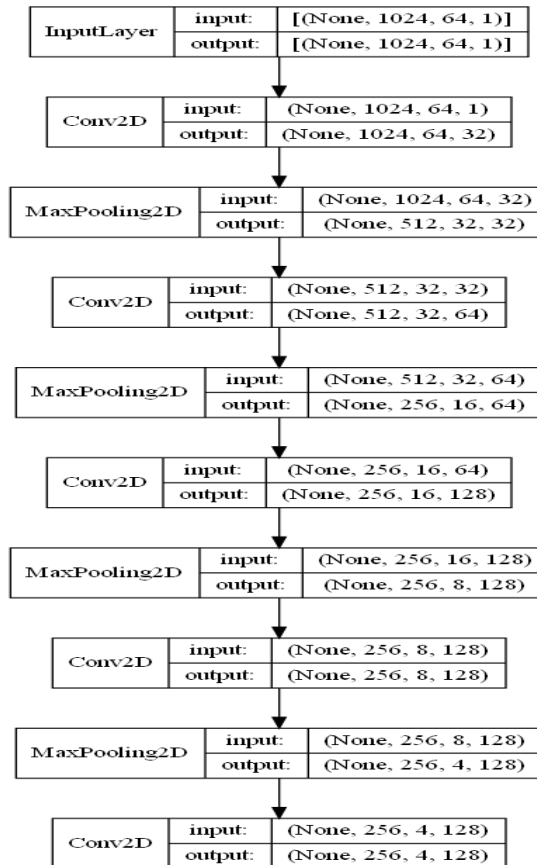 InputLayer
input: [(None, 1024, 64, 1)]
output: [(None, 1024, 64, 1)]
Conv2D
input: (None, 1024, 64, 1)
output: (None, 1024, 64, 32)
MaxPooling2D
input: (None, 1024, 64, 32)
output: (None, 512, 32, 32)
Conv2D
input: (None, 512, 32, 32)
output: (None, 512, 32, 64)
MaxPooling2D
input: (None, 512, 32, 64)
output: (None, 256, 16, 64)
Conv2D
input: (None, 256, 16, 64)
output: (None, 256, 16, 128)
MaxPooling2D
input: (None, 256, 16, 128)
output: (None, 256, 8, 128)
Conv2D
input: (None, 256, 8, 128)
output: (None, 256, 8, 128)
MaxPooling2D
input: (None, 256, 8, 128)
output: (None, 256, 4, 128)
Conv2D
input: (None, 256, 4, 128)
output: (None, 256, 4, 128)